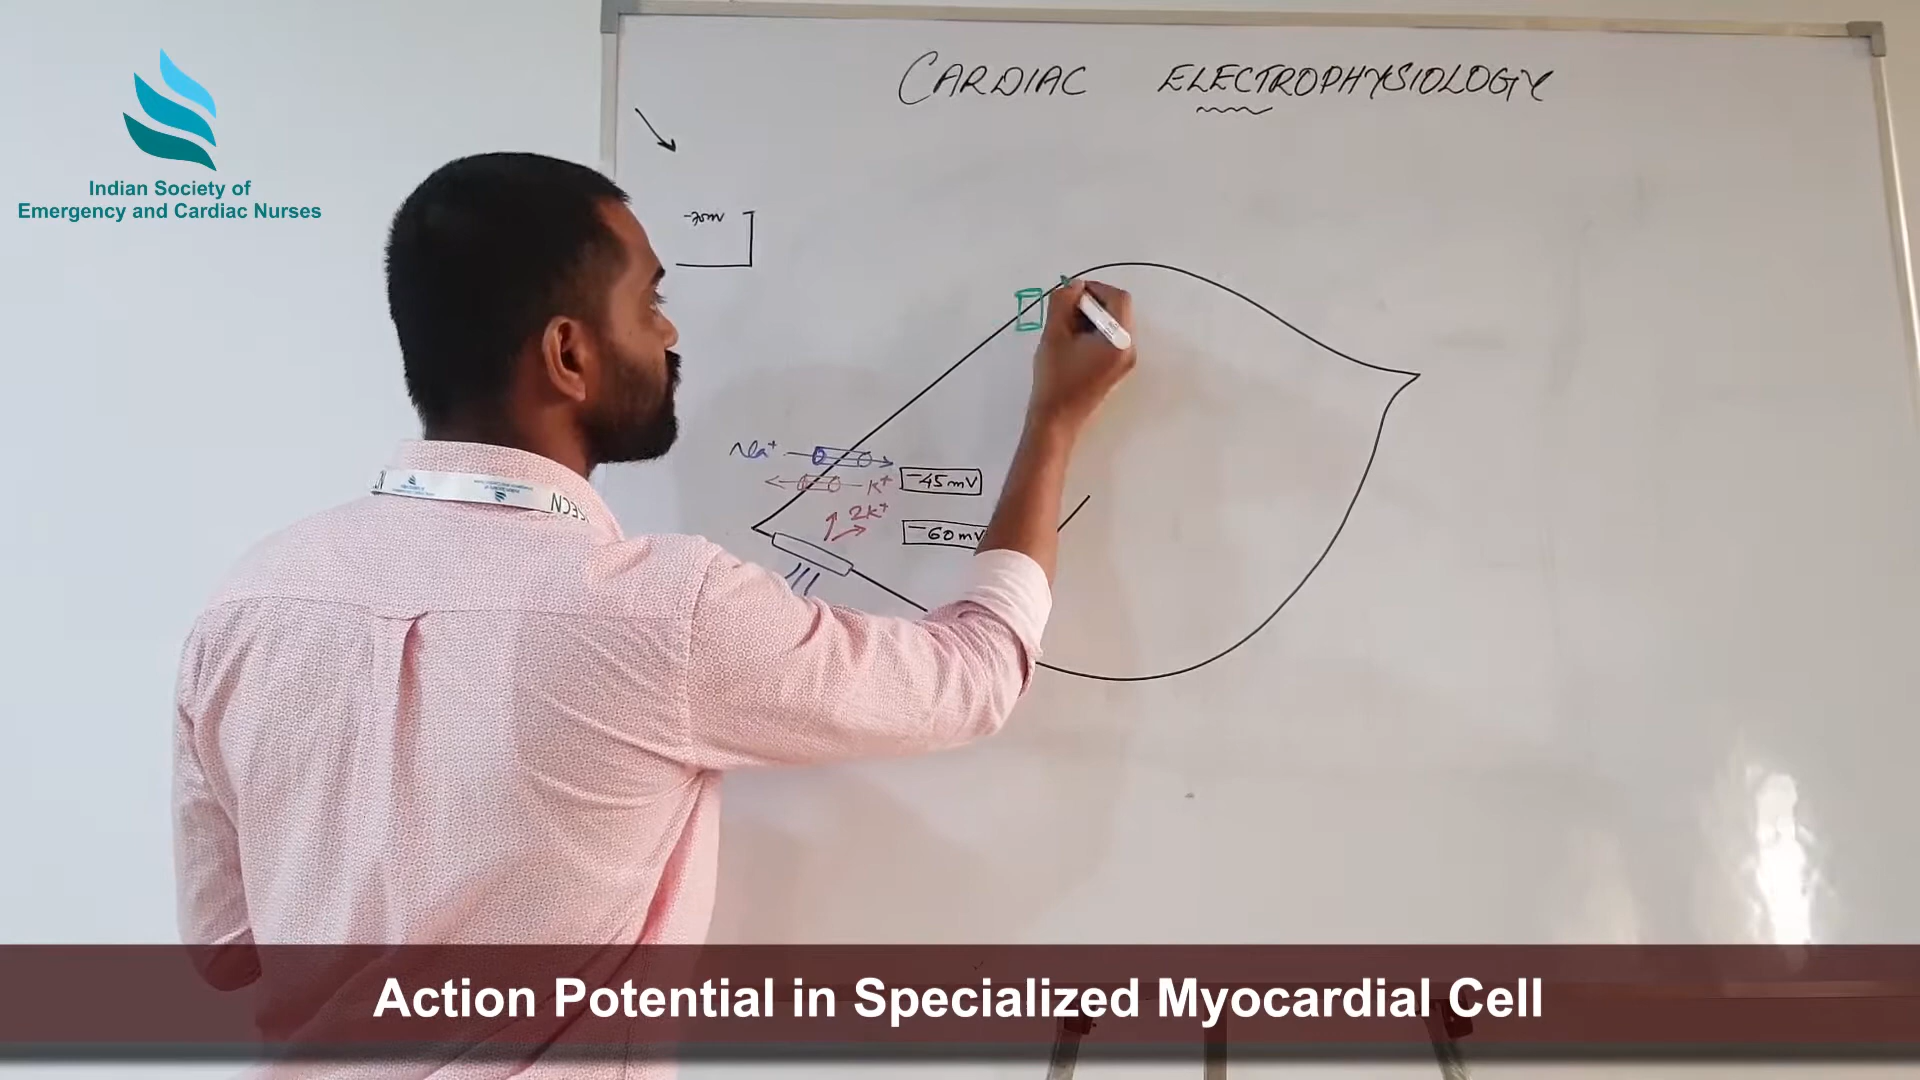 Indian Society of
Emergency and Cardiac Nurses
CARDIAC ELECTROPHYSIOLOGY
-70mv
Na⁺
K⁺
-45mV
2K⁺
-60mV
Action Potential in Specialized Myocardial Cell